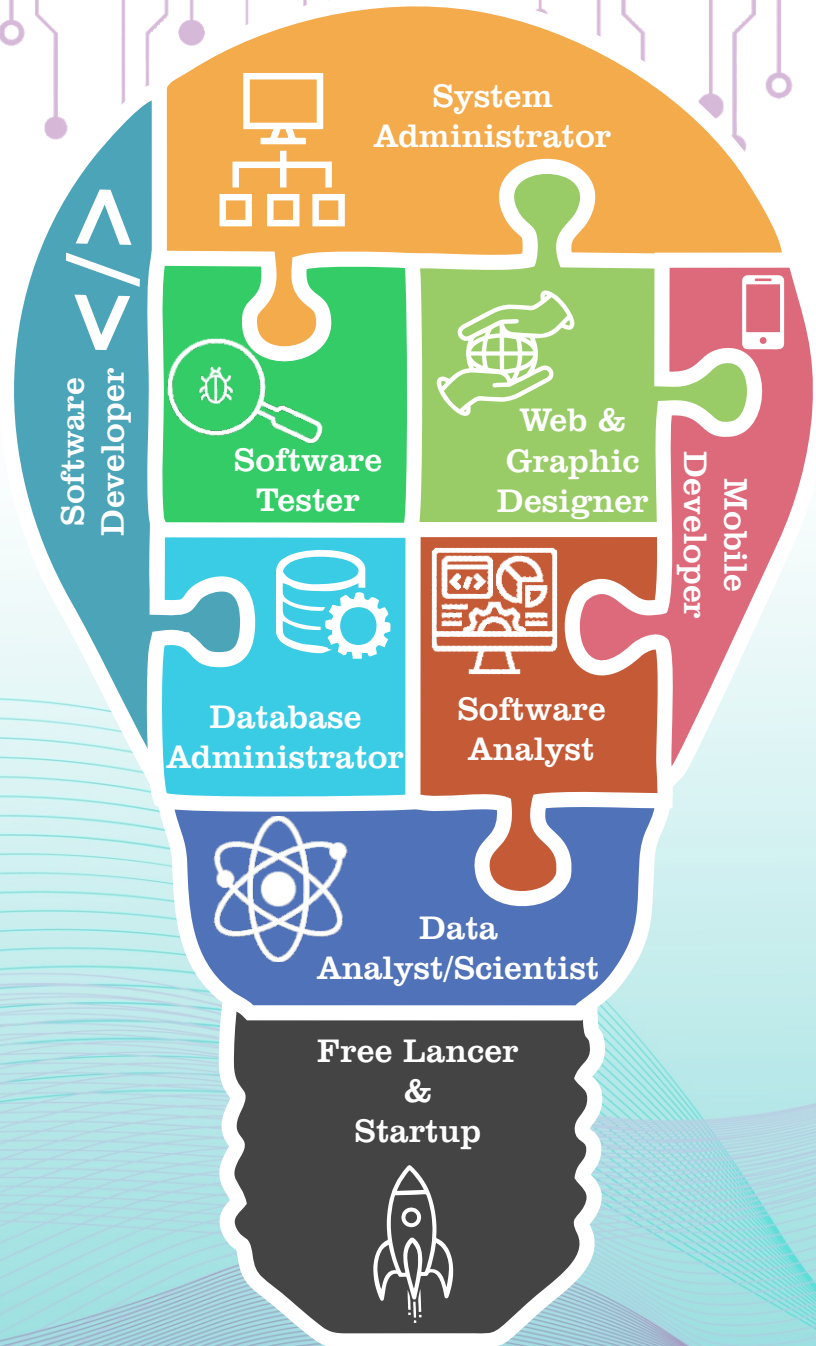 System
Administrator
</>
Software
Developer
Software
Tester
Web &
Graphic
Designer
Mobile
Developer
Database
Administrator
Software
Analyst
Data
Analyst/Scientist
Free Lancer
&
Startup